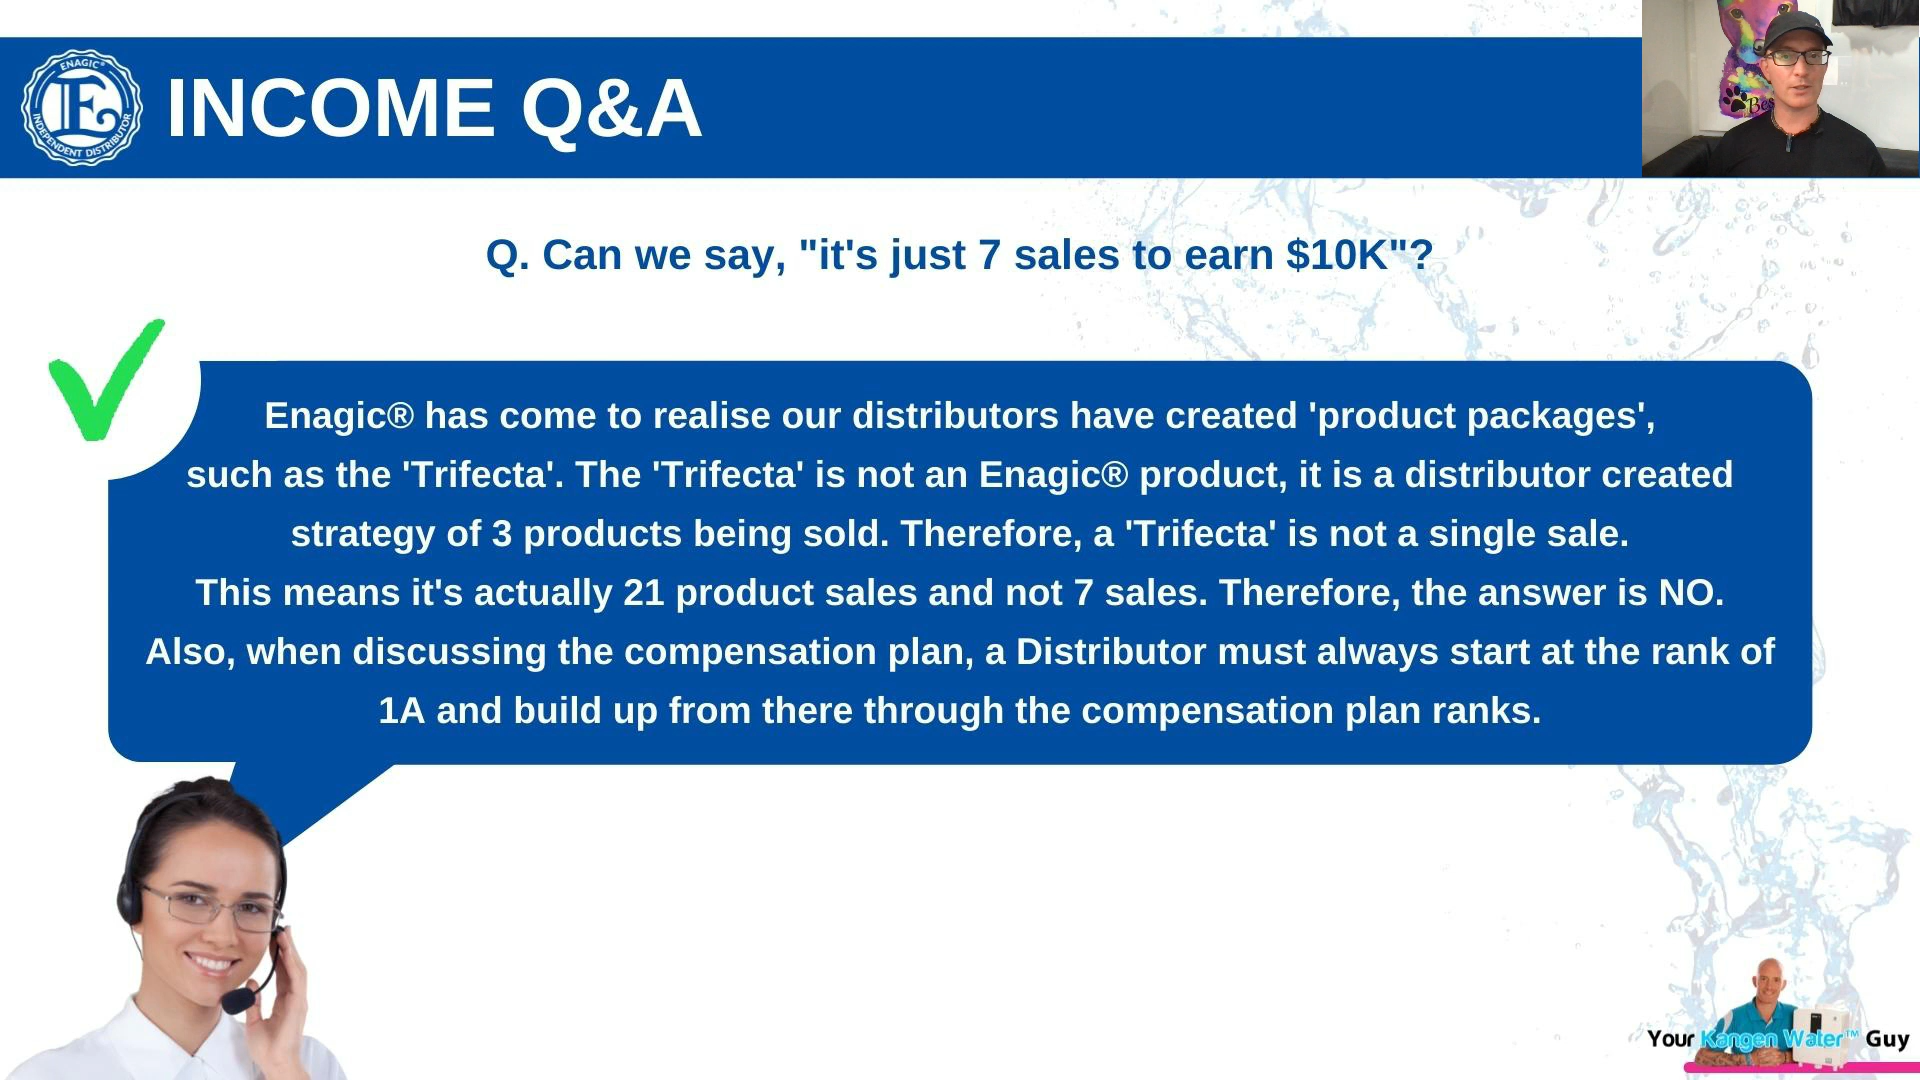 ENAGIC®
INDEPENDENT DISTRIBUTOR
E
INCOME Q&A
Bes
Q. Can we say, "it's just 7 sales to earn $10K"?
Enagic® has come to realise our distributors have created 'product packages',
such as the 'Trifecta'. The 'Trifecta' is not an Enagic® product, it is a distributor created
strategy of 3 products being sold. Therefore, a 'Trifecta' is not a single sale.
This means it's actually 21 product sales and not 7 sales. Therefore, the answer is NO.
Also, when discussing the compensation plan, a Distributor must always start at the rank of
1A and build up from there through the compensation plan ranks.
Your Kangen Water™ Guy